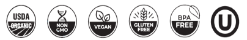 USDA
ORGANIC
NON
GMO
VEGAN
GLUTEN
FREE
BPA
FREE
U